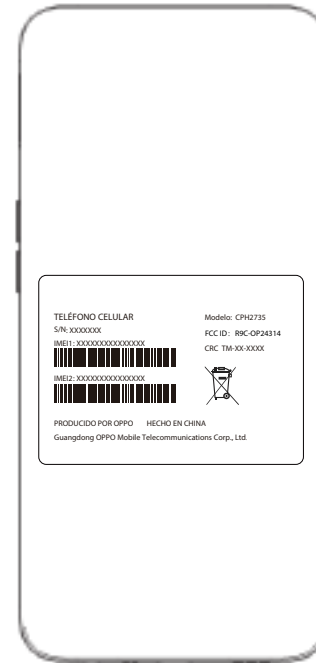 TELÉFONO CELULAR
S/N: XXXXXXX
IMEI1: XXXXXXXXXXXXXXX
IMEI2: XXXXXXXXXXXXXXX
Modelo: CPH2735
FCC ID: R9C-OP24314
CRC TM-XX-XXXX
PRODUCIDO POR OPPO HECHO EN CHINA
Guangdong OPPO Mobile Telecommunications Corp., Ltd.